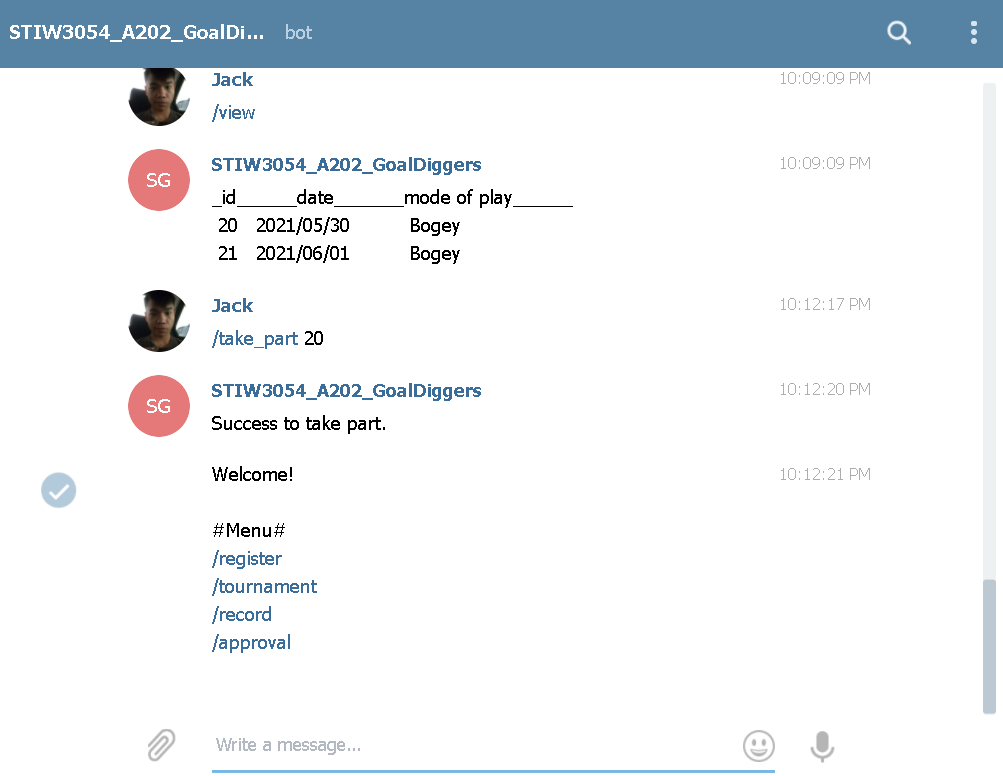 STIW3054_A202_GoalDi... bot
Jack 10:09:09 PM
/view
STIW3054_A202_GoalDiggers 10:09:09 PM
SG
_id______date_______mode of play______
20 2021/05/30 Bogey
21 2021/06/01 Bogey
Jack 10:12:17 PM
/take_part 20
STIW3054_A202_GoalDiggers 10:12:20 PM
SG
Success to take part.
Welcome! 10:12:21 PM
#Menu#
/register
/tournament
/record
/approval
Write a message...